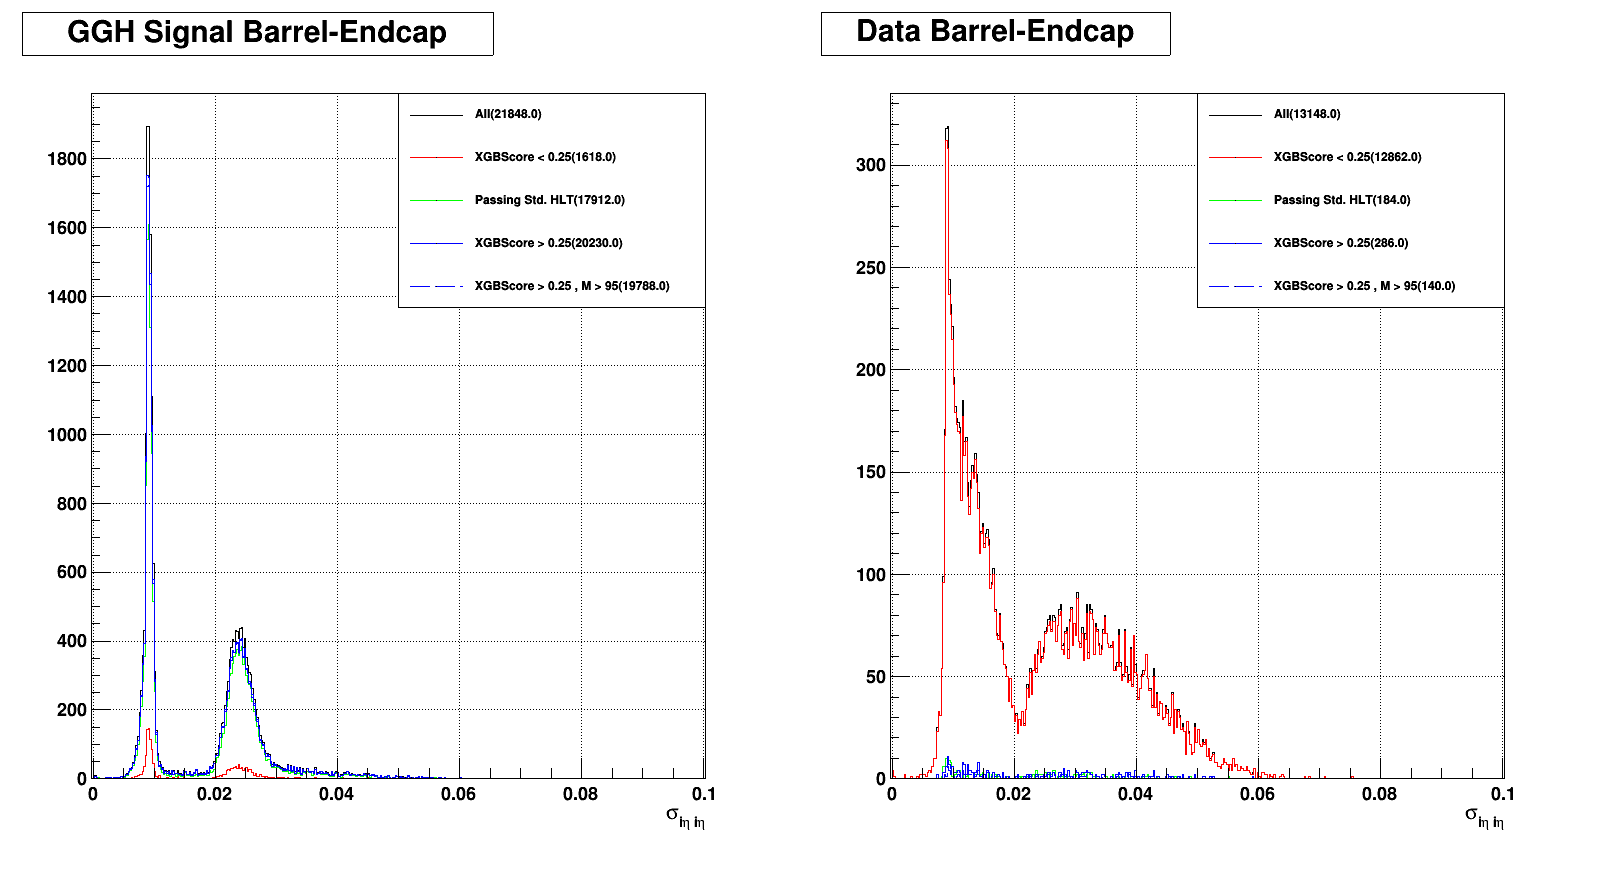 GGH Signal Barrel-Endcap
All(21848.0)
XGBScore < 0.25(1618.0)
Passing Std. HLT(17912.0)
XGBScore > 0.25(20230.0)
XGBScore > 0.25 , M > 95(19788.0)
1800
1600
1400
1200
1000
800
600
400
200
0
0 0.02 0.04 0.06 0.08 0.1
σiη iη
Data Barrel-Endcap
All(13148.0)
XGBScore < 0.25(12862.0)
Passing Std. HLT(184.0)
XGBScore > 0.25(286.0)
XGBScore > 0.25 , M > 95(140.0)
300
250
200
150
100
50
0
0 0.02 0.04 0.06 0.08 0.1
σiη iη